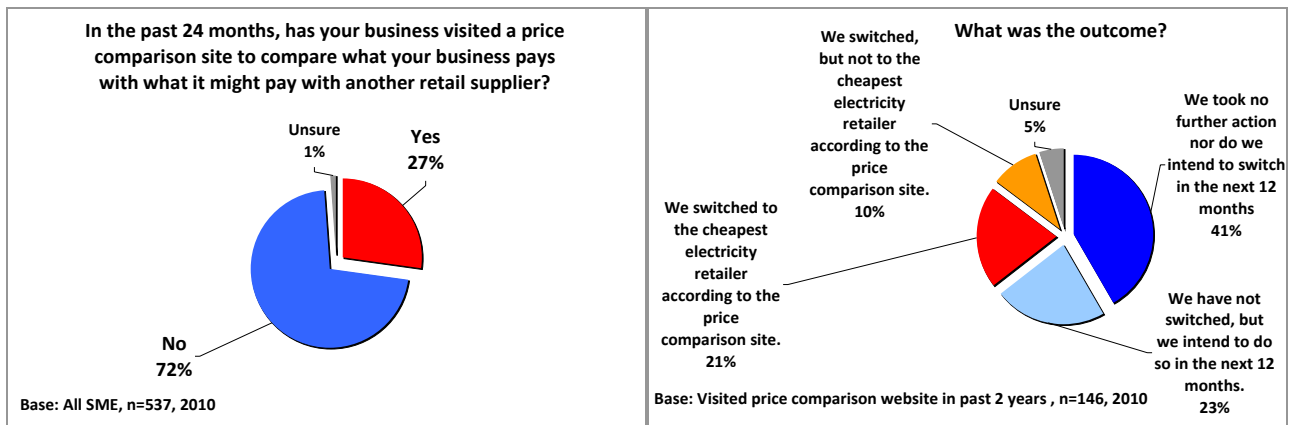 In the past 24 months, has your business visited a price
comparison site to compare what your business pays
with what it might pay with another retail supplier?
Unsure
1%
Yes
27%
No
72%
Base: All SME, n=537, 2010
What was the outcome?
We switched,
but not to the
cheapest
electricity
retailer
according to the
price
comparison site.
10%
Unsure
5%
We took no
further action
nor do we
intend to switch
in the next 12
months
41%
We switched to
the cheapest
electricity
retailer
according to the
price
comparison site.
21%
We have not
switched, but
we intend to do
so in the next 12
months.
23%
Base: Visited price comparison website in past 2 years , n=146, 2010